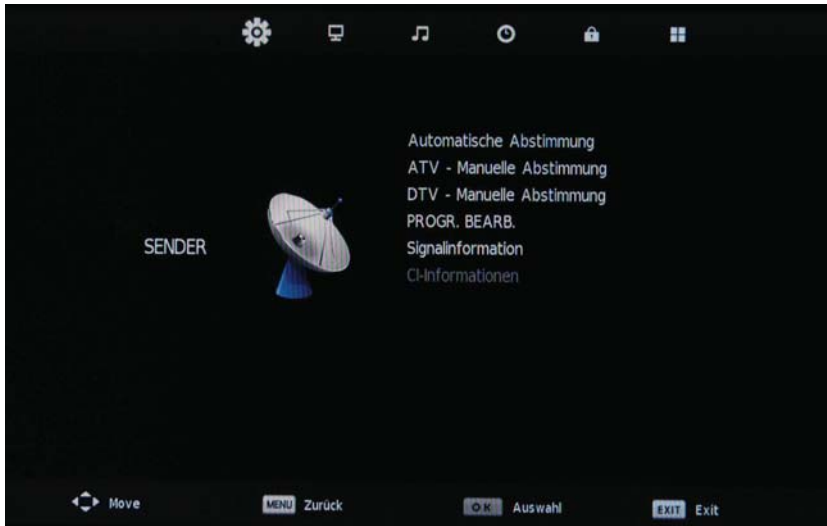 Automatische Abstimmung
ATV - Manuelle Abstimmung
DTV - Manuelle Abstimmung
PROGR. BEARB.
SENDER
Signalinformation
CI-Informationen
Move
MENU Zurück
OK Auswahl
EXIT Exit